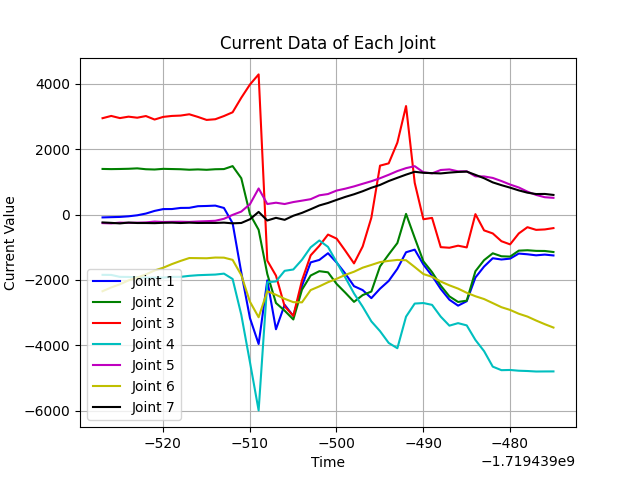 Current Data of Each Joint
4000
2000
0
−2000
−4000
−6000
Current Value
Joint 1
Joint 2
Joint 3
Joint 4
Joint 5
Joint 6
Joint 7
−520
−510
−500
−490
−480
Time
−1.719439e9